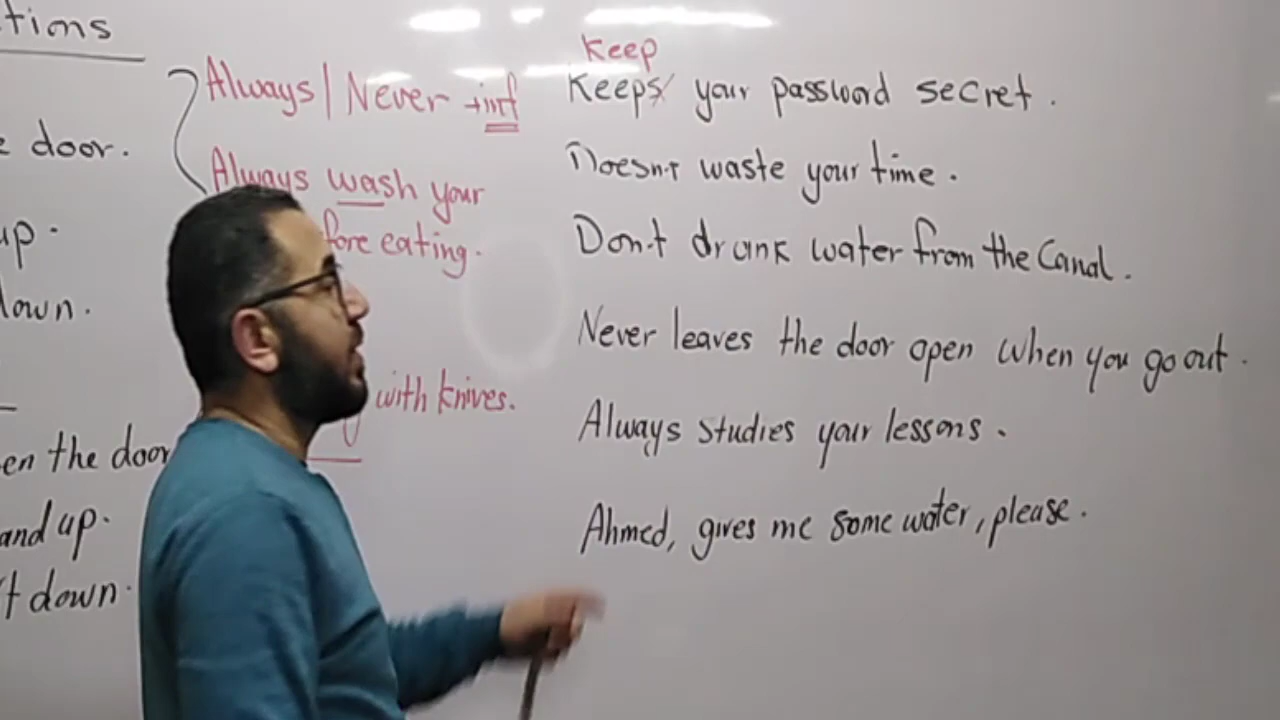 tions
door.
up.
down.
en the door
and up.
t down.
Always / Never + inf
Always wash your
fore eating.
with knives.
Keep
Keeps your password secret.
Doesn't waste your time.
Don't drank water from the Canal.
Never leaves the door open when you go out.
Always studies your lessons.
Ahmed, gives me some water, please.